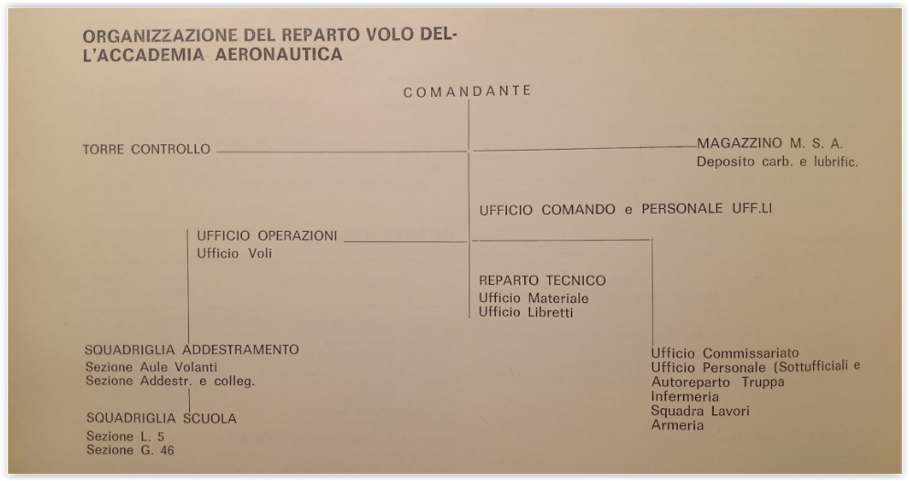 ORGANIZZAZIONE DEL REPARTO VOLO DEL-
L'ACCADEMIA AERONAUTICA
COMANDANTE
TORRE CONTROLLO
MAGAZZINO M. S. A.
Deposito carb. e lubrific.
UFFICIO COMANDO e PERSONALE UFF.LI
UFFICIO OPERAZIONI
Ufficio Voli
REPARTO TECNICO
Ufficio Materiale
Ufficio Libretti
SQUADRIGLIA ADDESTRAMENTO
Sezione Aule Volanti
Sezione Addestr. e colleg.
SQUADRIGLIA SCUOLA
Sezione L. 5
Sezione G. 46
Ufficio Commissariato
Ufficio Personale (Sottufficiali e
Autoreparto Truppa
Infermeria
Squadra Lavori
Armeria